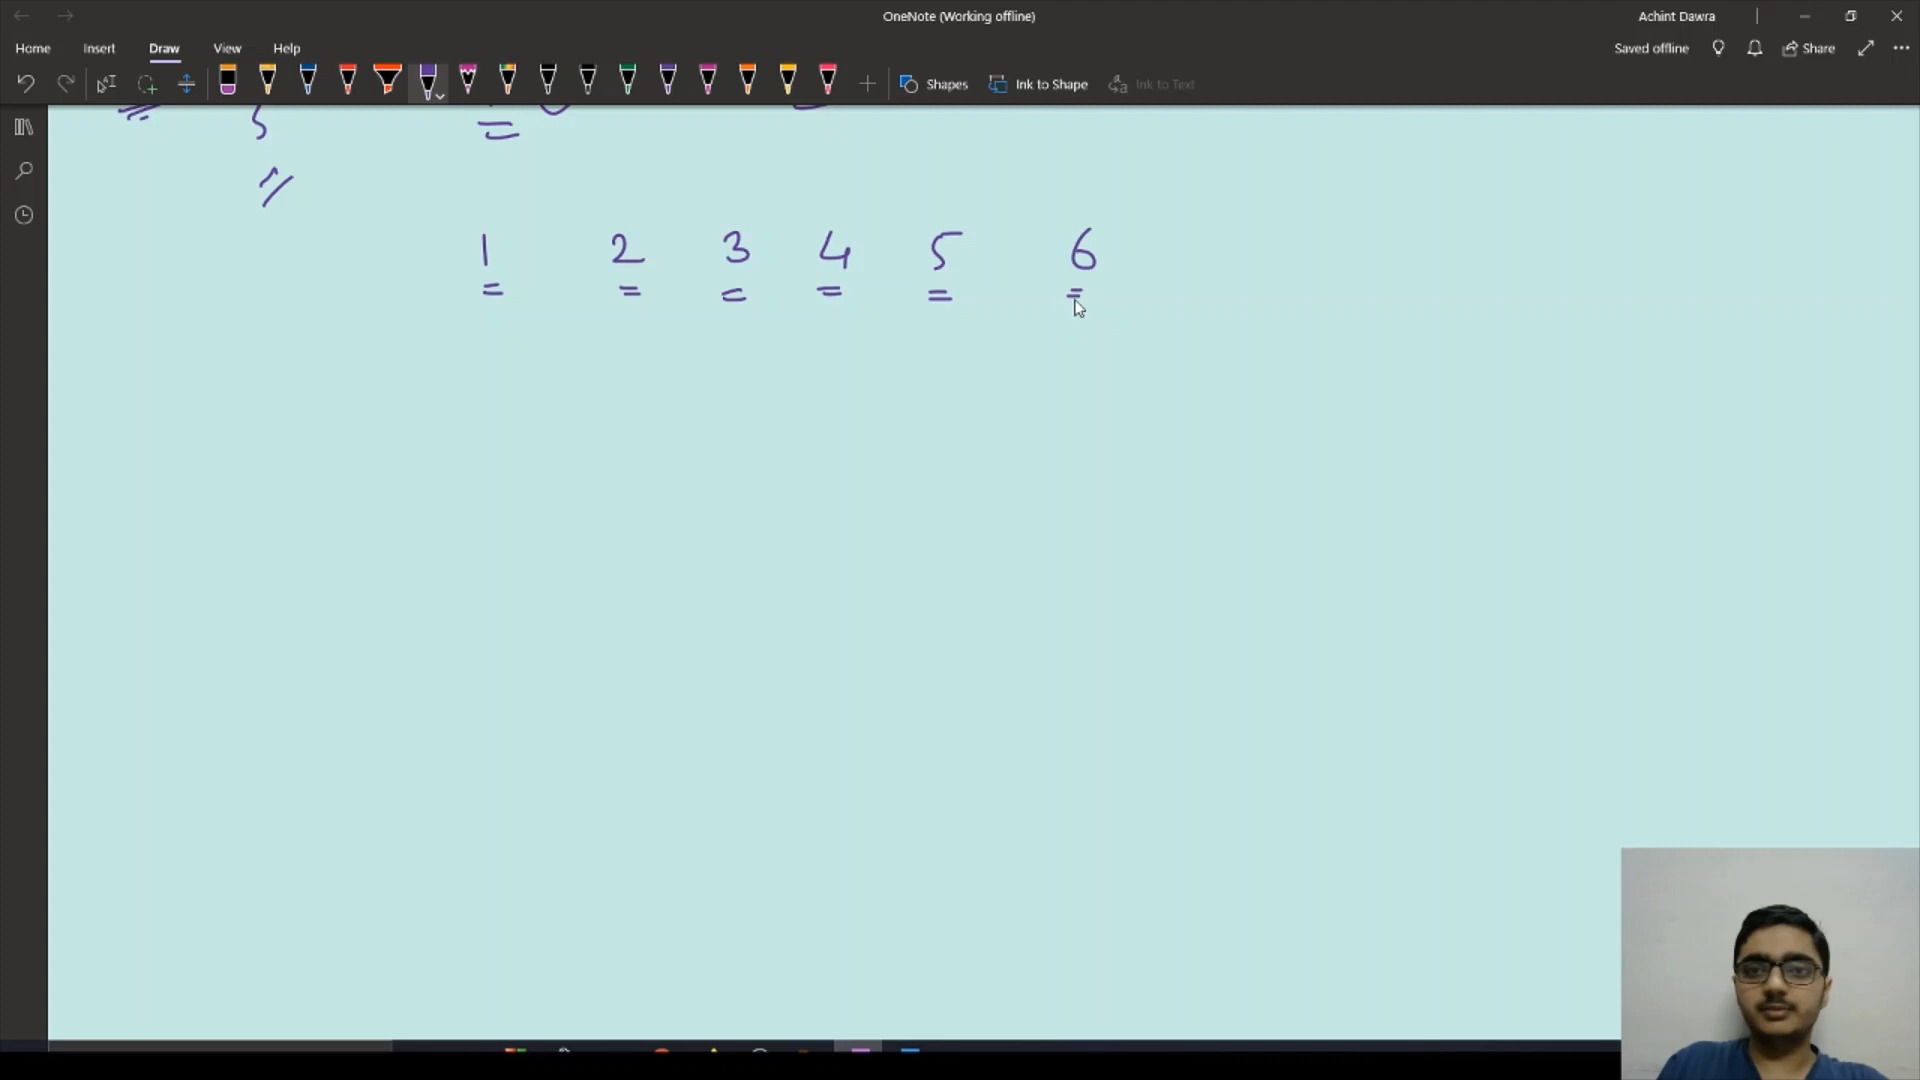 OneNote (Working offline)
Achint Dawra
Home Insert Draw View Help
Saved offline Share
Shapes Ink to Shape Ink to Text
1 2 3 4 5 6